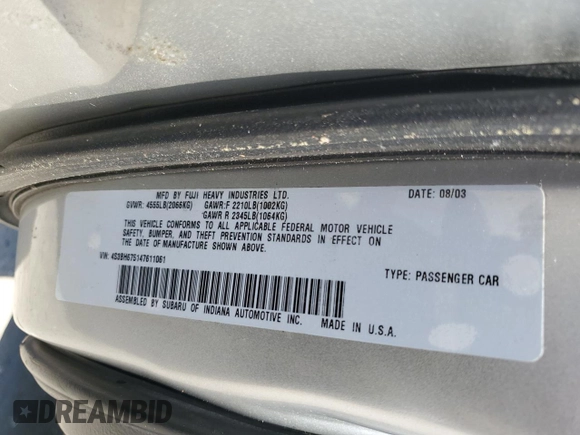 MFD BY FUJI HEAVY INDUSTRIES LTD. DATE: 08/03
GVWR: 4555LB(2066KG) GAWR:F 2210LB(1002KG)
GAWR R 2345LB(1064KG)
THIS VEHICLE CONFORMS TO ALL APPLICABLE FEDERAL MOTOR VEHICLE
SAFETY, BUMPER, AND THEFT PREVENTION STANDARDS IN EFFECT ON
THE DATE OF MANUFACTURE SHOWN ABOVE.
VIN: 4S3BH675147611061 TYPE: PASSENGER CAR
ASSEMBLED BY SUBARU OF INDIANA AUTOMOTIVE INC. MADE IN U.S.A.
DREAMBID